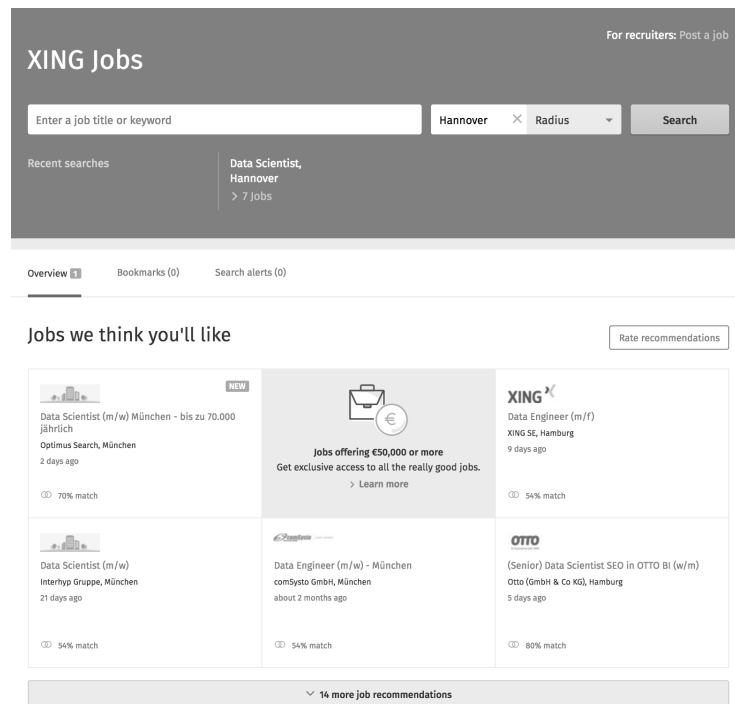 For recruiters: Post a job
XING Jobs
Enter a job title or keyword
Hannover
Radius
Search
Recent searches
Data Scientist,
Hannover
7 Jobs
Overview 1
Bookmarks (0)
Search alerts (0)
Jobs we think you'll like
Rate recommendations
NEW
Data Scientist (m/w) München - bis zu 70.000
jährlich
Optimus Search, München
2 days ago
70% match
€
Jobs offering €50,000 or more
Get exclusive access to all the really good jobs.
Learn more
XING
Data Engineer (m/f)
XING SE, Hamburg
9 days ago
54% match
Data Scientist (m/w)
Interhyp Gruppe, München
21 days ago
54% match
Data Engineer (m/w) - München
comSysto GmbH, München
about 2 months ago
54% match
OTTO
(Senior) Data Scientist SEO in OTTO BI (w/m)
Otto (GmbH & Co KG), Hamburg
5 days ago
80% match
14 more job recommendations